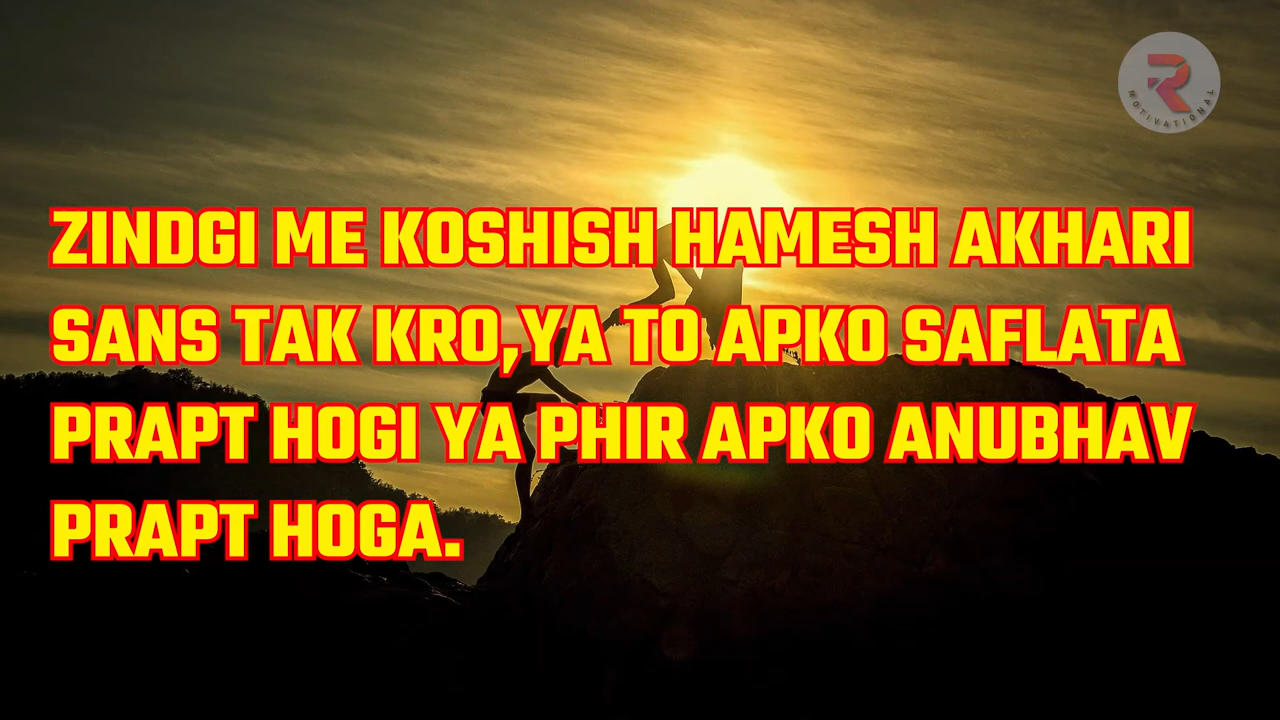 R
MOTIVATIONAL
ZINDGI ME KOSHISH HAMESH AKHARI
SANS TAK KRO,YA TO APKO SAFLATA
PRAPT HOGI YA PHIR APKO ANUBHAV
PRAPT HOGA.